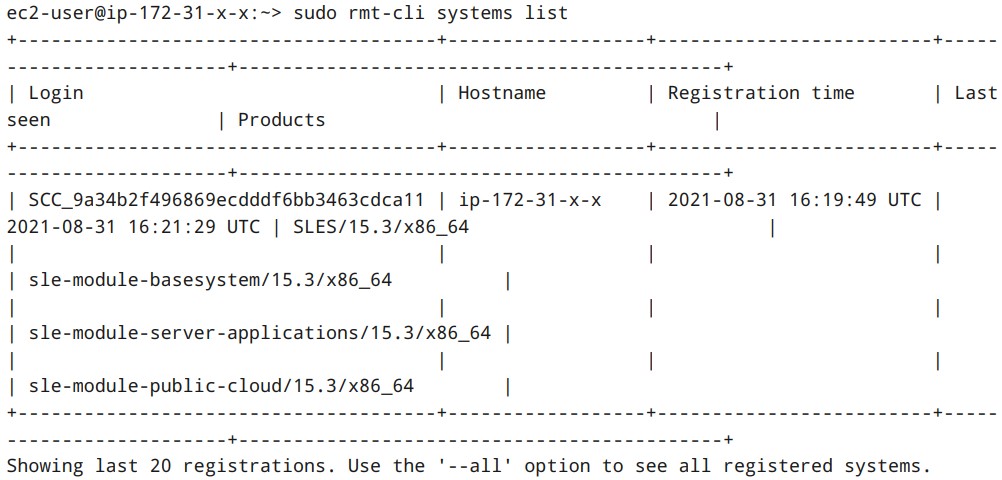 ec2-user@ip-172-31-x-x:~> sudo rmt-cli systems list
+--------------------------------------+------------------+-------------------------+-----
--------------------+--------------------------------------------+
| Login                                | Hostname         | Registration time       | Last
seen               | Products                                   |
+--------------------------------------+------------------+-------------------------+-----
--------------------+--------------------------------------------+
| SCC_9a34b2f496869ecdddf6bb3463cdca11 | ip-172-31-x-x    | 2021-08-31 16:19:49 UTC |
2021-08-31 16:21:29 UTC | SLES/15.3/x86_64                           |
|                                      |                  |                         |
| sle-module-basesystem/15.3/x86_64          |
|                                      |                  |                         |
| sle-module-server-applications/15.3/x86_64 |
|                                      |                  |                         |
| sle-module-public-cloud/15.3/x86_64        |
+--------------------------------------+------------------+-------------------------+-----
--------------------+--------------------------------------------+
Showing last 20 registrations. Use the '--all' option to see all registered systems.